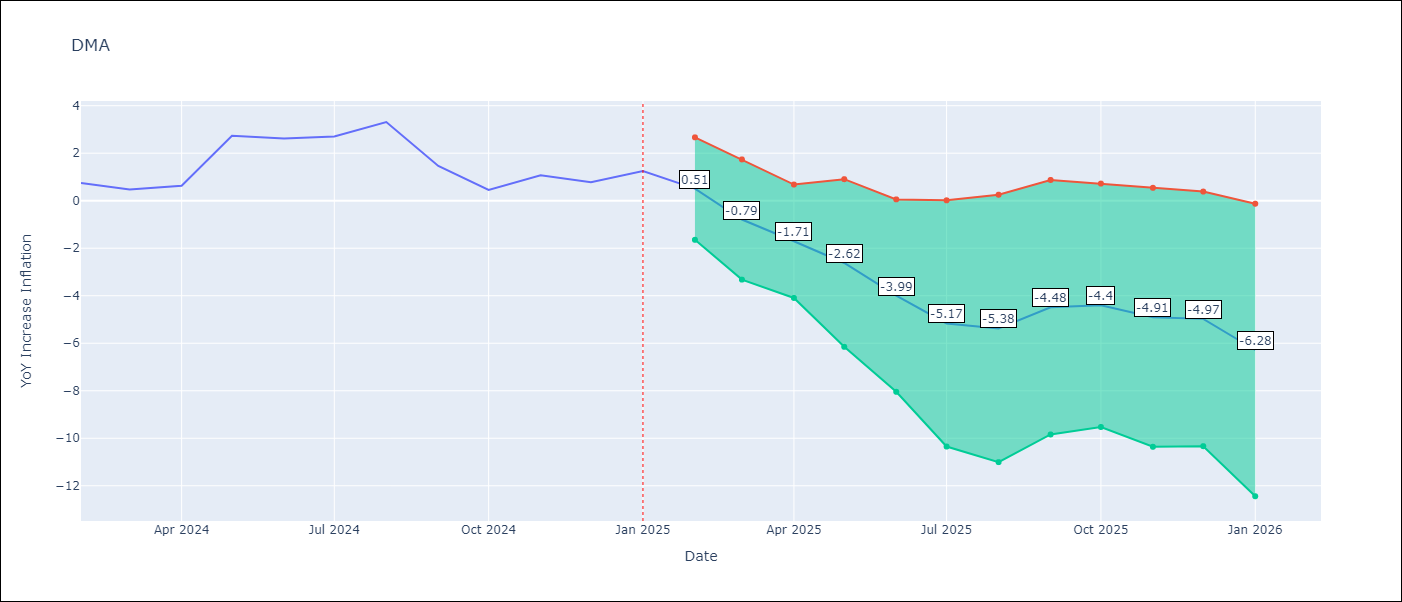 DMA
YoY Increase Inflation
4
2
0
−2
−4
−6
−8
−10
−12
0.51
-0.79
-1.71
-2.62
-3.99
-5.17
-5.38
-4.48
-4.4
-4.91
-4.97
-6.28
Apr 2024
Jul 2024
Oct 2024
Jan 2025
Apr 2025
Jul 2025
Oct 2025
Jan 2026
Date